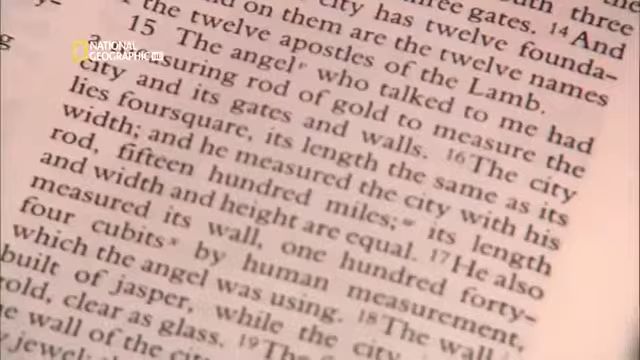 three gates. 14 And
on them are the twelve names
the twelve apostles of the Lamb.
15 The angel who talked to me had
a measuring rod of gold to measure the
city and its gates and walls. 16 The city
lies foursquare, its length the same as its
width; and he measured the city with his
rod, fifteen hundred miles; its length
and width and height are equal. 17 He also
measured its wall, one hundred forty-
four cubits by human measurement,
which the angel was using. 18 The wall
built of jasper, while the city
clear as glass. 19 The
wall of the city
NATIONAL
GEOGRAPHIC HD